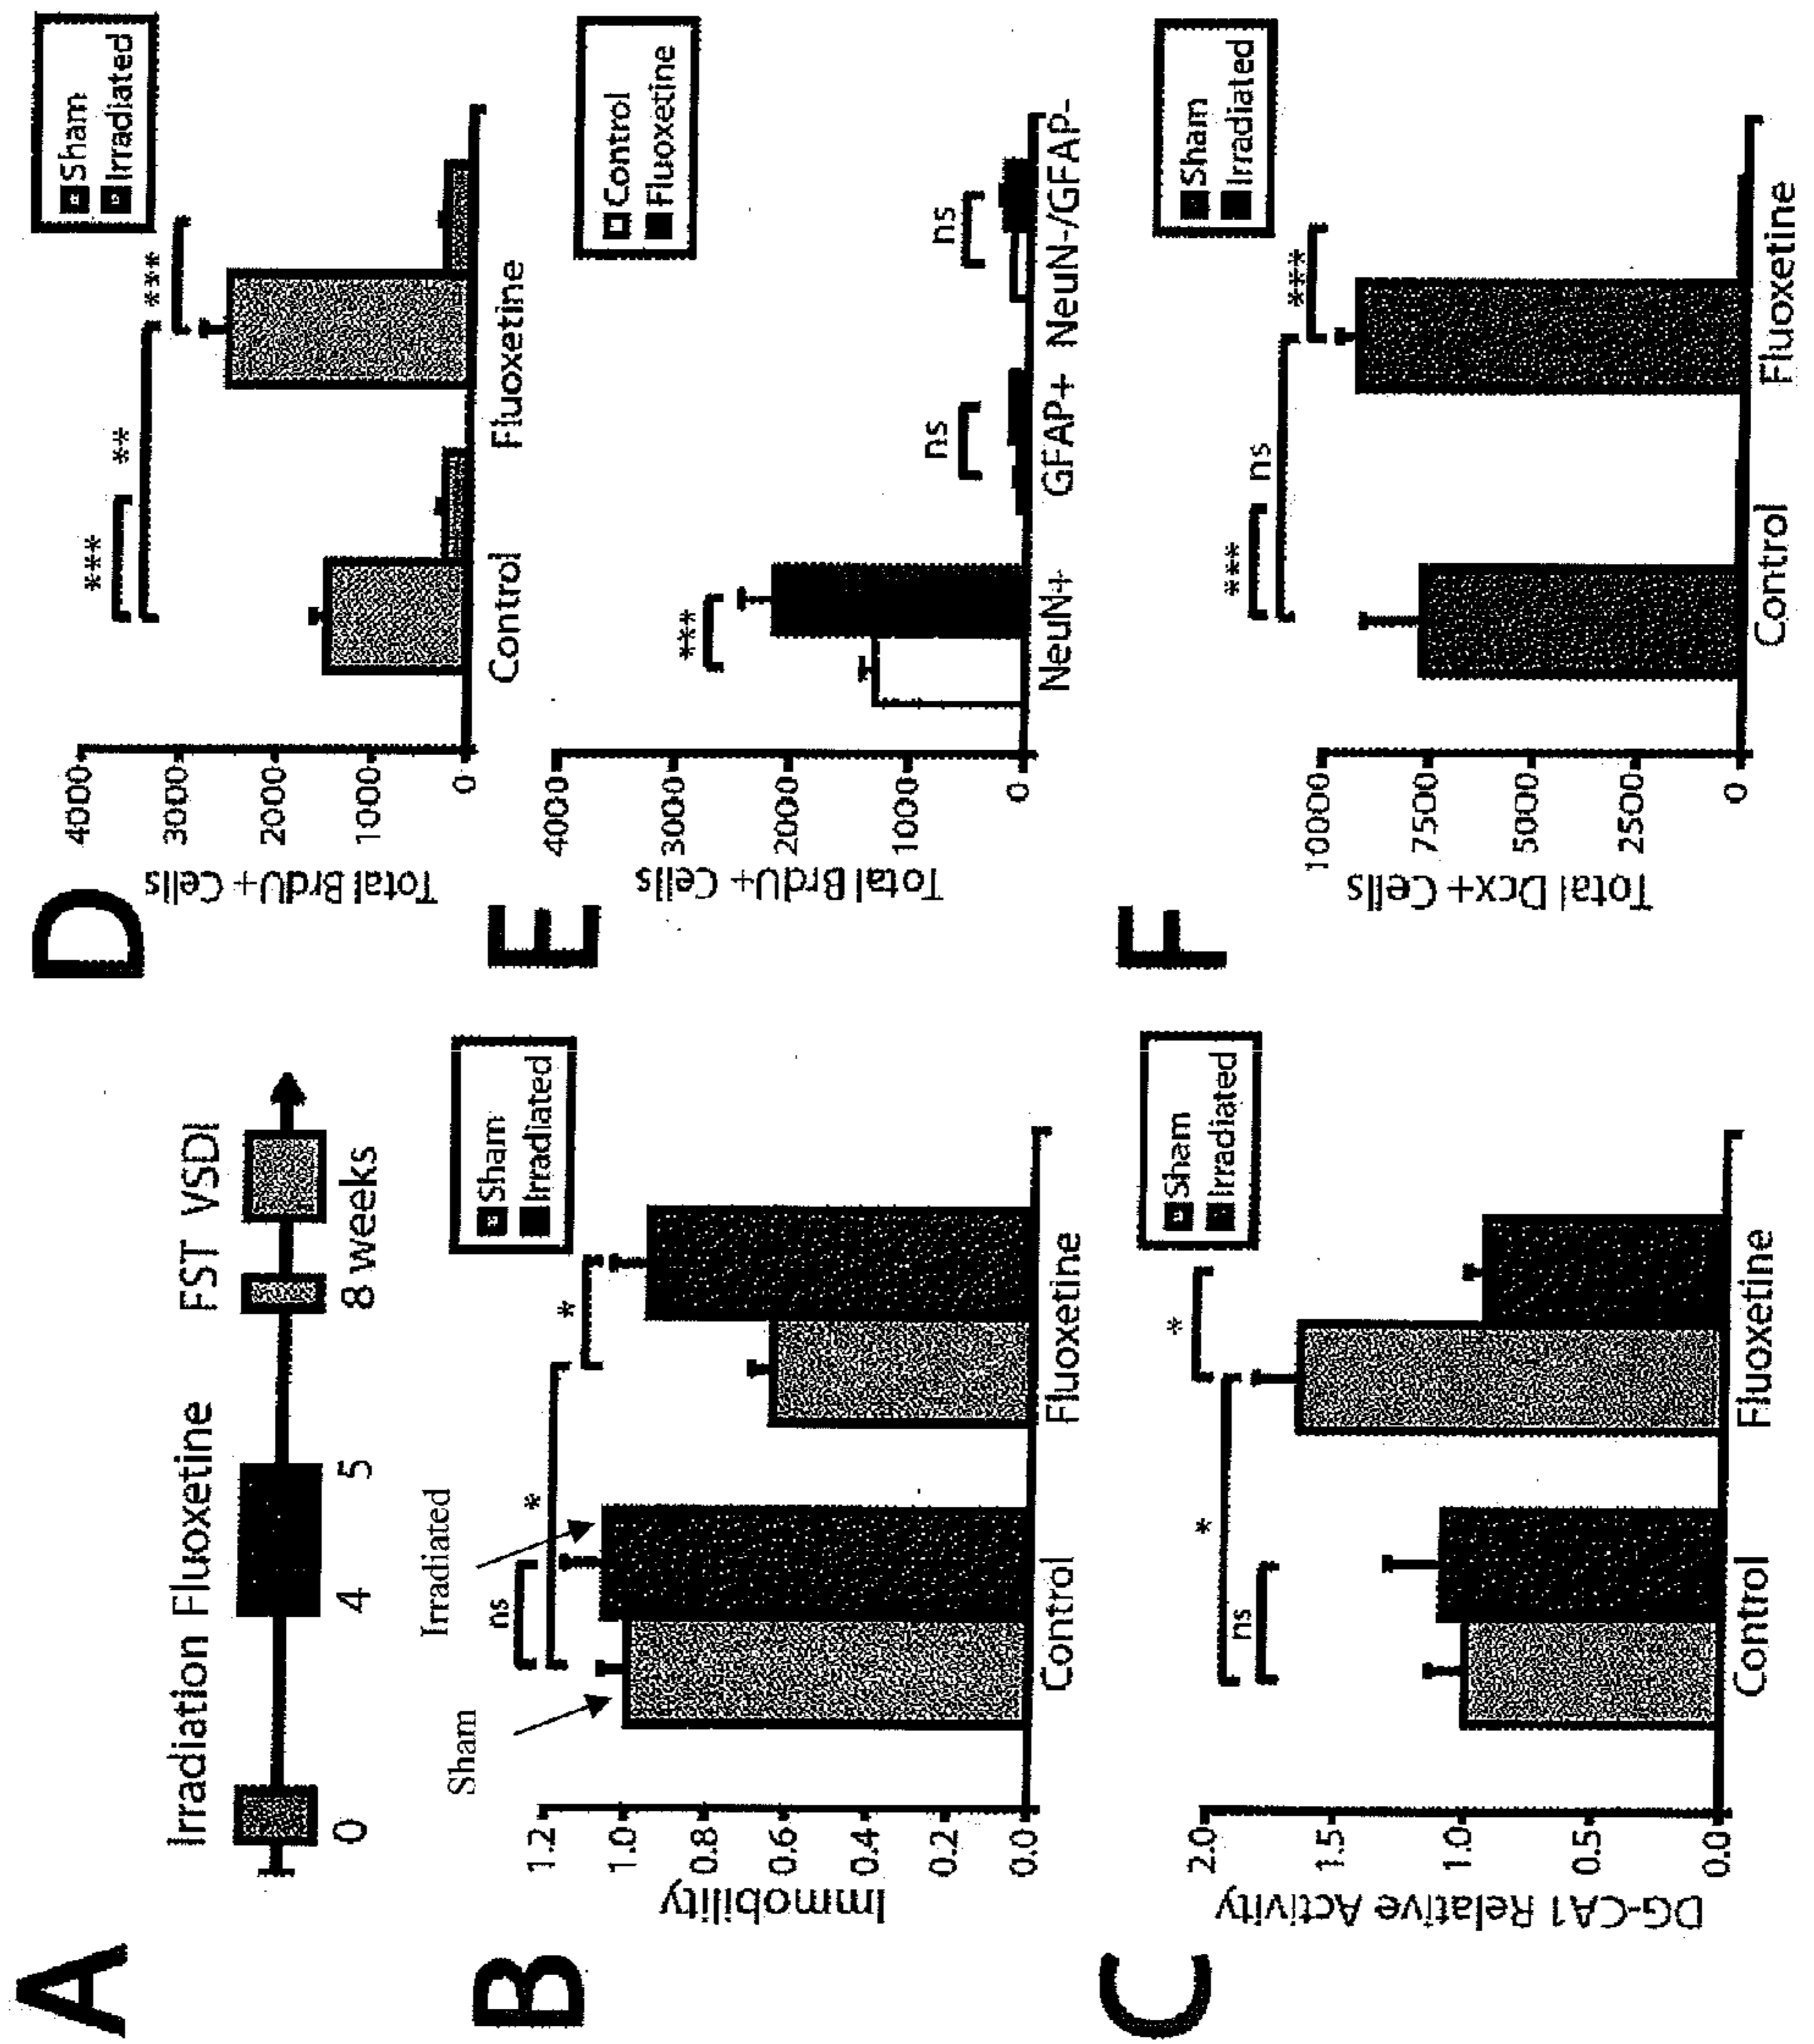 A
Irradiation Fluoxetine FST VSDI
0 4 5 8 weeks
B
Sham
Irradiated
Sham
Irradiated
ns
*
*
Immobility
1.2
1.0
0.8
0.6
0.4
0.2
0.0
Control Fluoxetine
C
Sham
Irradiated
ns
*
*
DG-CA1 Relative Activity
2.0
1.5
1.0
0.5
0.0
Control Fluoxetine
D
Sham
Irradiated
***
**
***
Total BrdU+ Cells
4000
3000
2000
1000
0
Control Fluoxetine
E
Control
Fluoxetine
***
ns
ns
Total BrdU+ Cells
4000
3000
2000
1000
0
NeuN+ GFAP+ NeuN-/GFAP-
F
Sham
Irradiated
***
ns
***
Total Dcx+ Cells
10000
7500
5000
2500
0
Control Fluoxetine